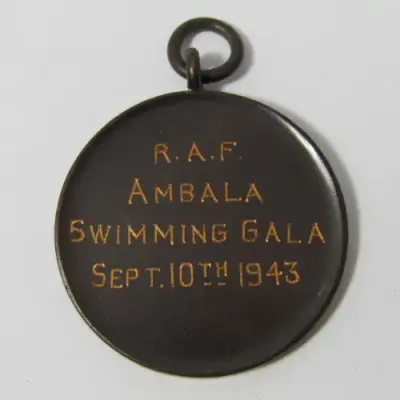 R.A.F.
AMBALA
SWIMMING GALA
SEPT. 10TH 1943